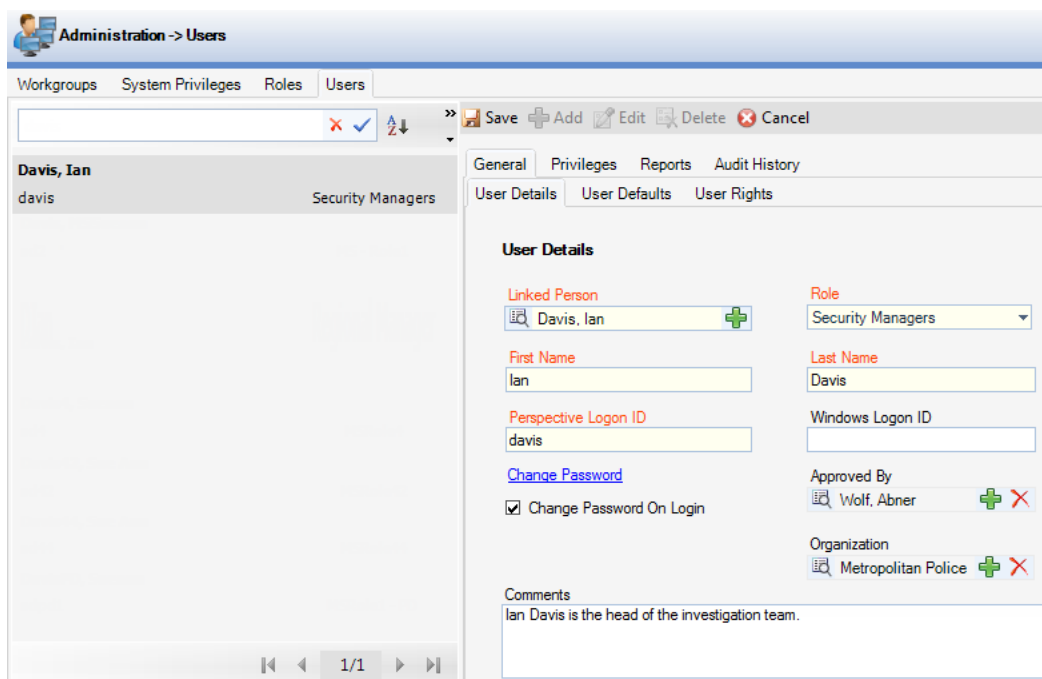 Administration -> Users
Workgroups System Privileges Roles Users
Save Add Edit Delete Cancel
Davis, Ian
davis Security Managers
1/1
General Privileges Reports Audit History
User Details User Defaults User Rights
User Details
Linked Person Role
Davis, Ian Security Managers
First Name Last Name
Ian Davis
Perspective Logon ID Windows Logon ID
davis
Change Password Approved By
Change Password On Login Wolf, Abner
Organization
Metropolitan Police
Comments
Ian Davis is the head of the investigation team.